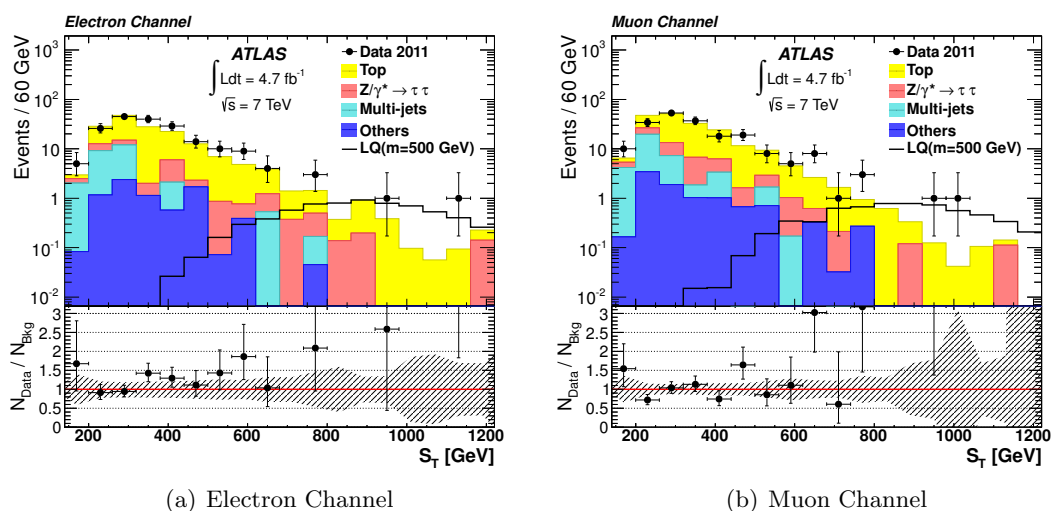 Electron Channel
Events / 60 GeV
10³
10²
10
1
10⁻¹
10⁻²
ATLAS
∫ Ldt = 4.7 fb⁻¹
√s = 7 TeV
Data 2011
Top
Z/γ* → τ τ
Multi-jets
Others
LQ(m=500 GeV)
N_Data / N_Bkg
3
2.5
2
1.5
1
0.5
0
200 400 600 800 1000 1200
S_T [GeV]
(a) Electron Channel
Muon Channel
Events / 60 GeV
10³
10²
10
1
10⁻¹
10⁻²
ATLAS
∫ Ldt = 4.7 fb⁻¹
√s = 7 TeV
Data 2011
Top
Z/γ* → τ τ
Multi-jets
Others
LQ(m=500 GeV)
N_Data / N_Bkg
3
2.5
2
1.5
1
0.5
0
200 400 600 800 1000 1200
S_T [GeV]
(b) Muon Channel